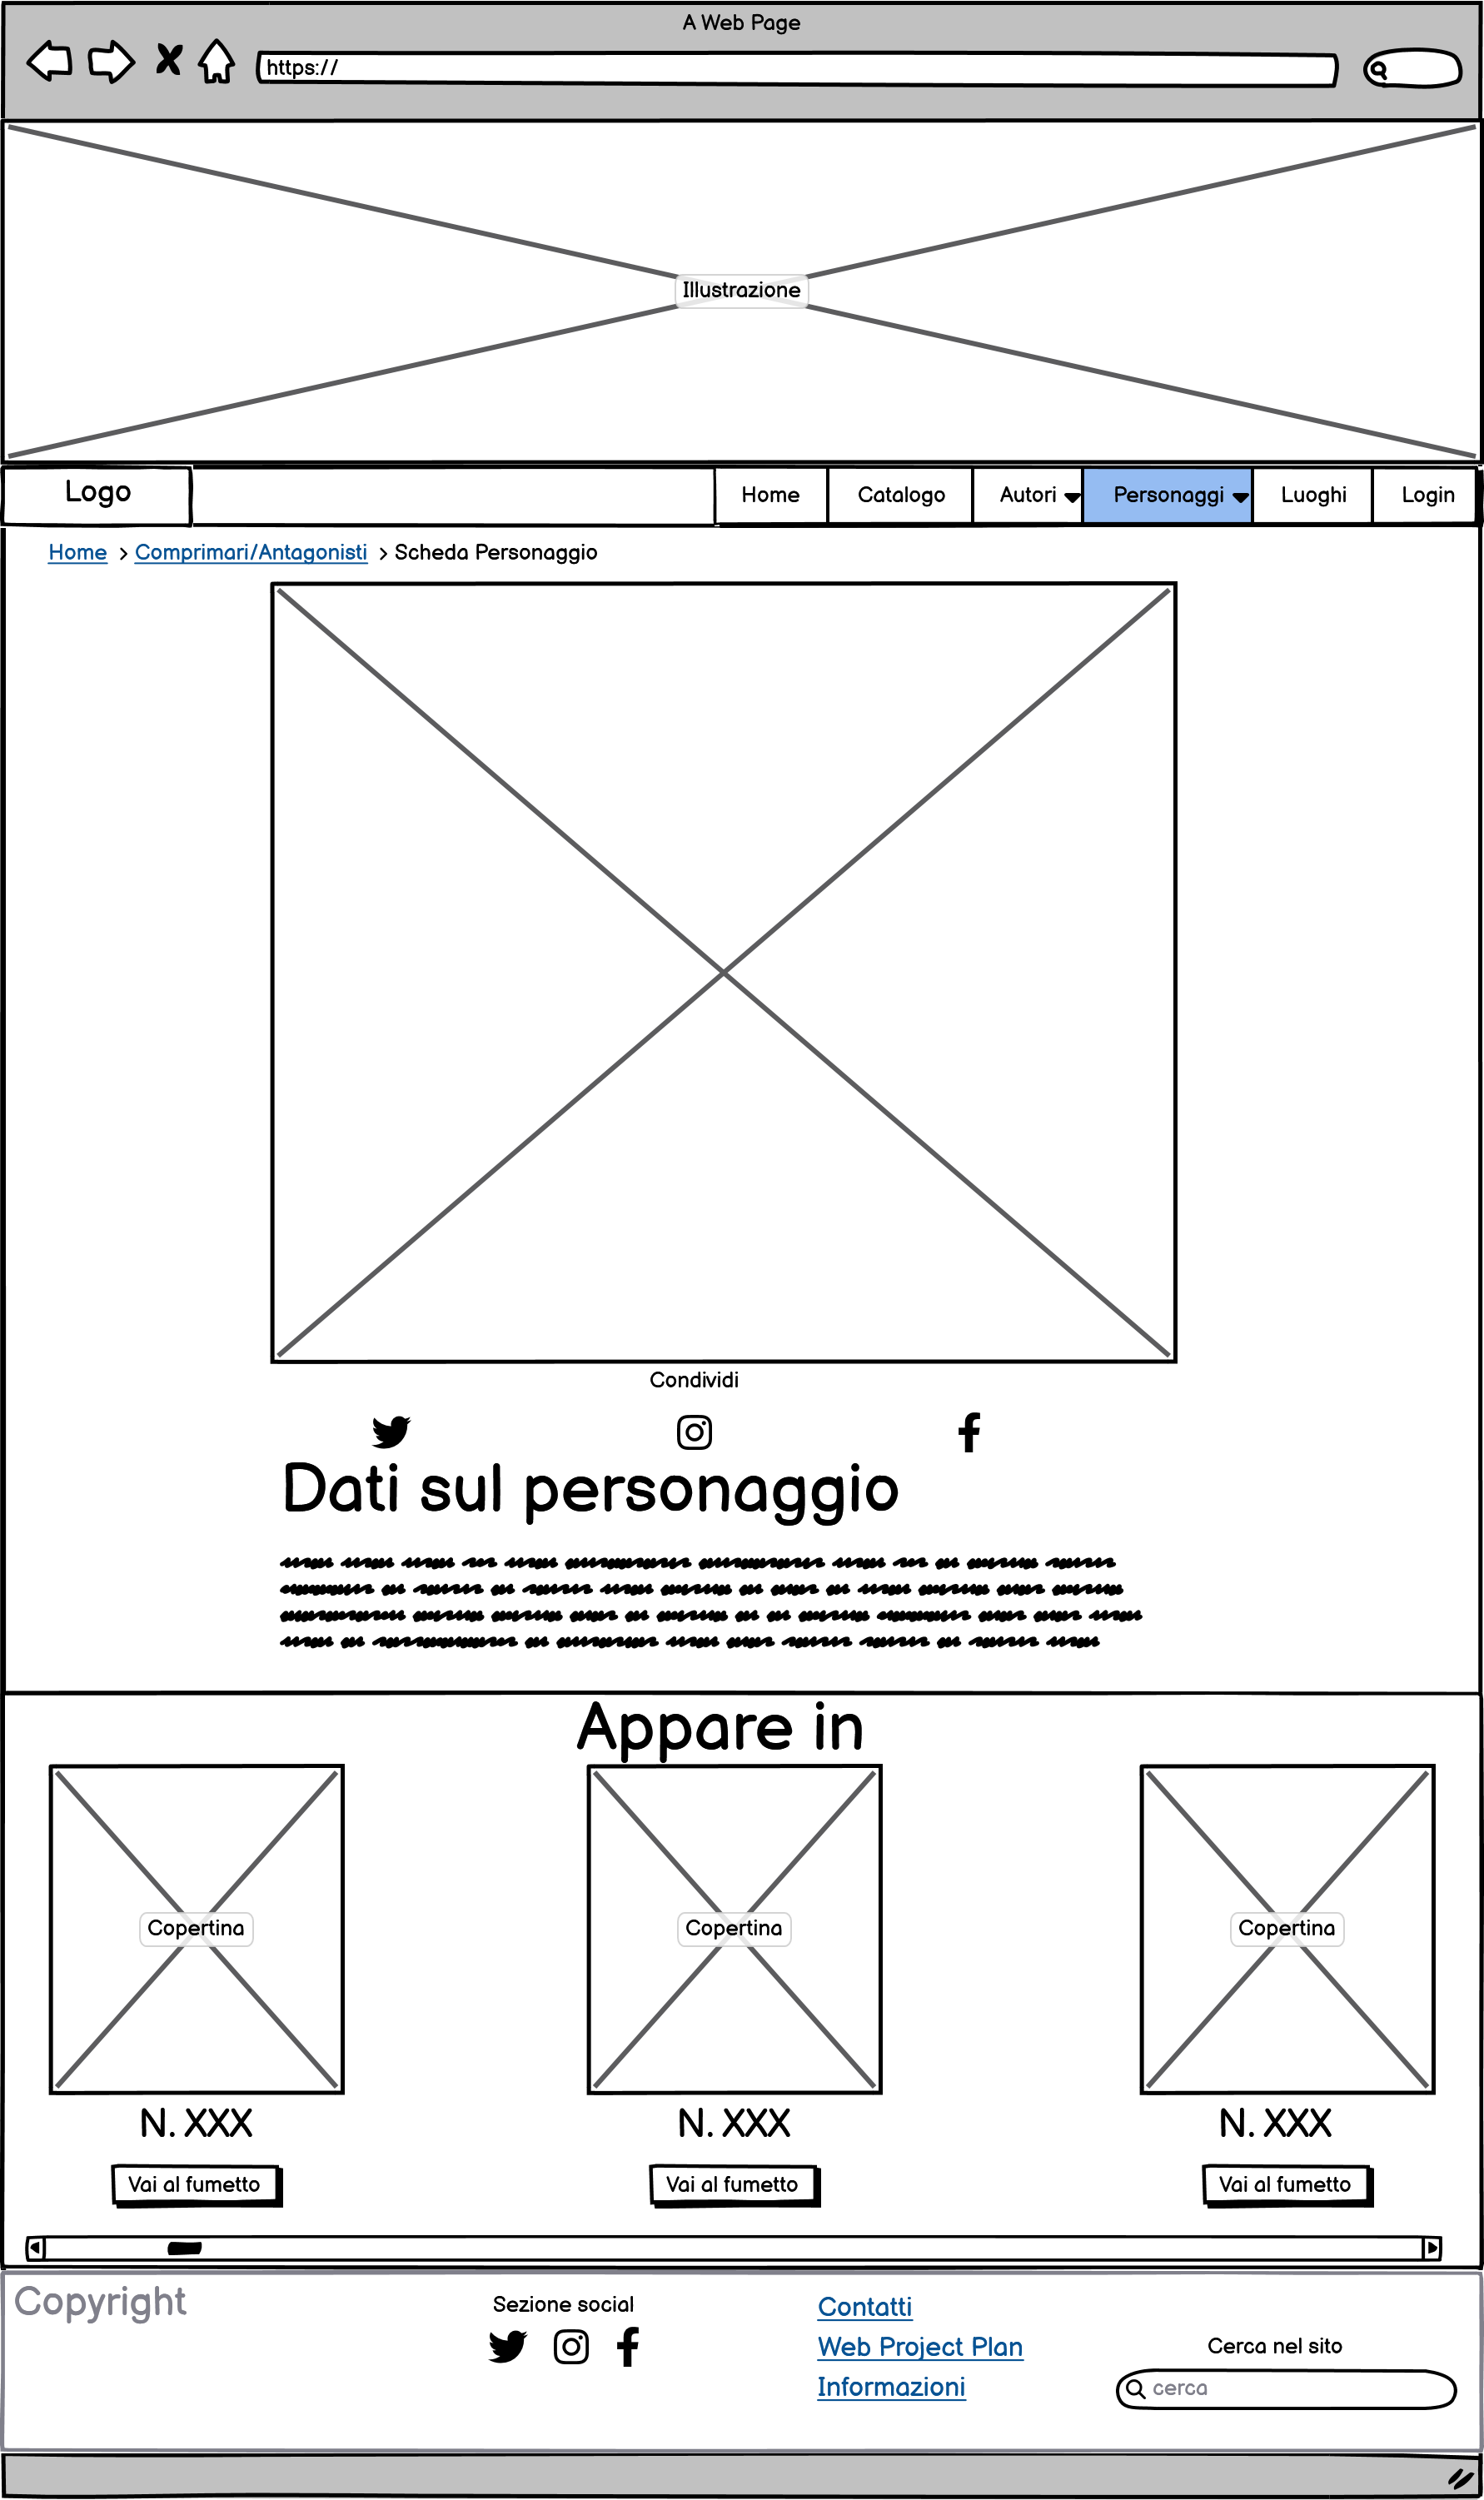 A Web Page
https://
Illustrazione
Logo
Home
Catalogo
Autori
Personaggi
Luoghi
Login
Home > Comprimari/Antagonisti > Scheda Personaggio
Condividi
Dati sul personaggio
Appare in
Copertina
Copertina
Copertina
N. XXX
N. XXX
N. XXX
Vai al fumetto
Vai al fumetto
Vai al fumetto
Copyright
Sezione social
Contatti
Web Project Plan
Informazioni
Cerca nel sito
cerca